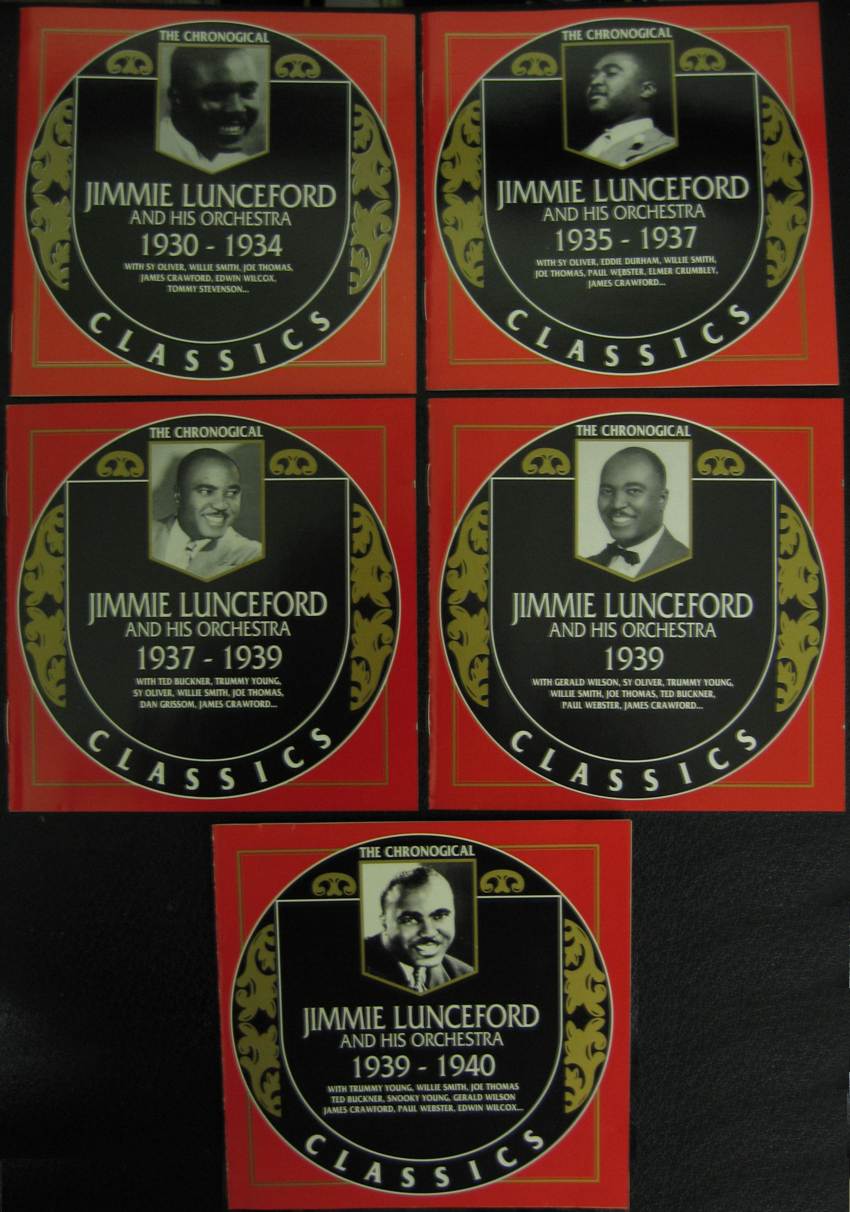 THE CHRONOGICAL
JIMMIE LUNCEFORD
AND HIS ORCHESTRA
1930 - 1934
WITH SY OLIVER, WILLIE SMITH, JOE THOMAS,
JAMES CRAWFORD, EDWIN WILCOX,
TOMMY STEVENSON...
CLASSICS
THE CHRONOGICAL
JIMMIE LUNCEFORD
AND HIS ORCHESTRA
1935 - 1937
WITH SY OLIVER, EDDIE DURHAM, WILLIE SMITH,
JOE THOMAS, PAUL WEBSTER, ELMER CRUMBLEY,
JAMES CRAWFORD...
CLASSICS
THE CHRONOGICAL
JIMMIE LUNCEFORD
AND HIS ORCHESTRA
1937 - 1939
WITH TED BUCKNER, TRUMMY YOUNG,
SY OLIVER, WILLIE SMITH, JOE THOMAS,
DAN GRISSOM, JAMES CRAWFORD...
CLASSICS
THE CHRONOGICAL
JIMMIE LUNCEFORD
AND HIS ORCHESTRA
1939
WITH GERALD WILSON, SY OLIVER, TRUMMY YOUNG,
WILLIE SMITH, JOE THOMAS, TED BUCKNER,
PAUL WEBSTER, JAMES CRAWFORD...
CLASSICS
THE CHRONOGICAL
JIMMIE LUNCEFORD
AND HIS ORCHESTRA
1939 - 1940
WITH TRUMMY YOUNG, WILLIE SMITH, JOE THOMAS
TED BUCKNER, SNOOKY YOUNG, GERALD WILSON
JAMES CRAWFORD, PAUL WEBSTER, EDWIN WILCOX...
CLASSICS